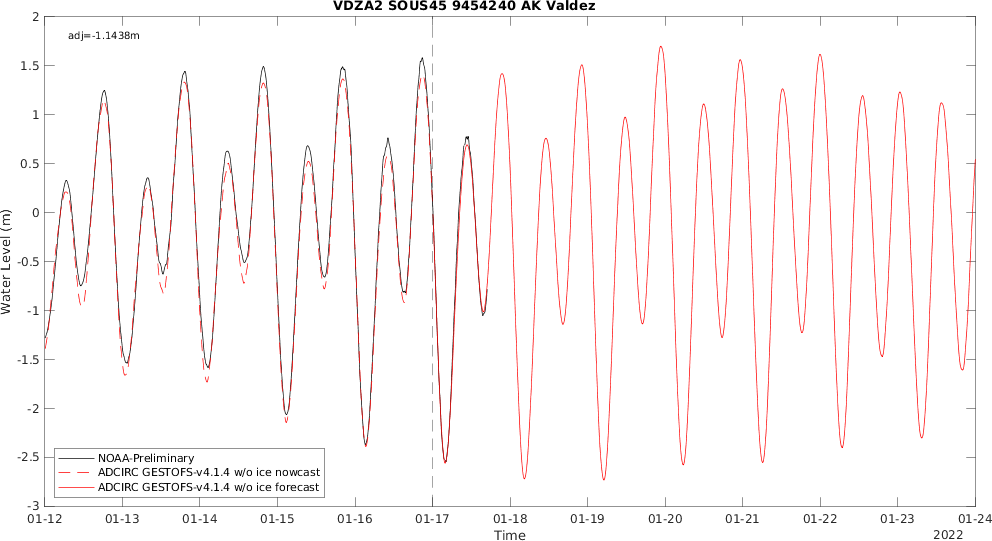 VDZA2 SOUS45 9454240 AK Valdez
adj=-1.1438m
2
1.5
1
0.5
0
-0.5
-1
-1.5
-2
-2.5
-3
Water Level (m)
NOAA-Preliminary
ADCIRC GESTOFS-v4.1.4 w/o ice nowcast
ADCIRC GESTOFS-v4.1.4 w/o ice forecast
01-12 01-13 01-14 01-15 01-16 01-17 01-18 01-19 01-20 01-21 01-22 01-23 01-24
Time
2022